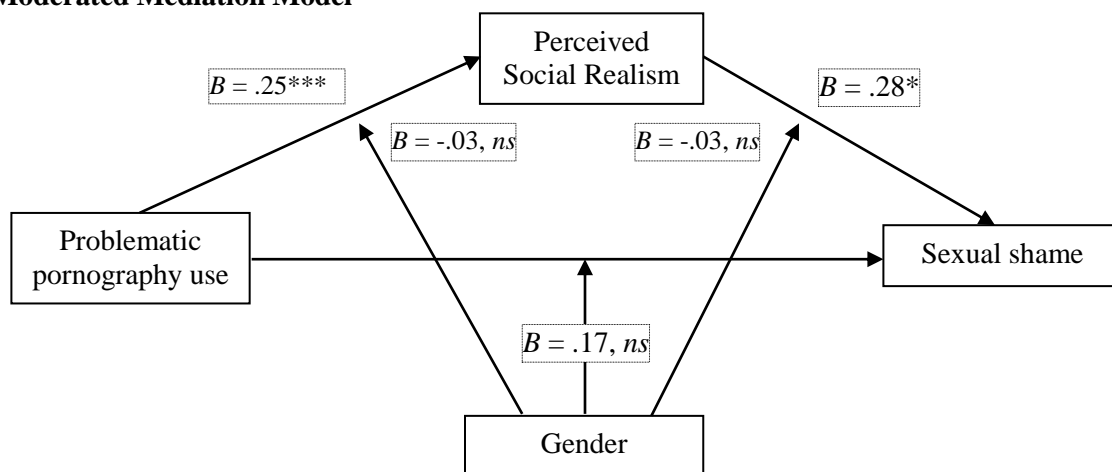 Moderated Mediation Model
Perceived
Social Realism
B = .25***
B = .28*
B = -.03, ns
B = -.03, ns
Problematic
pornography use
Sexual shame
B = .17, ns
Gender